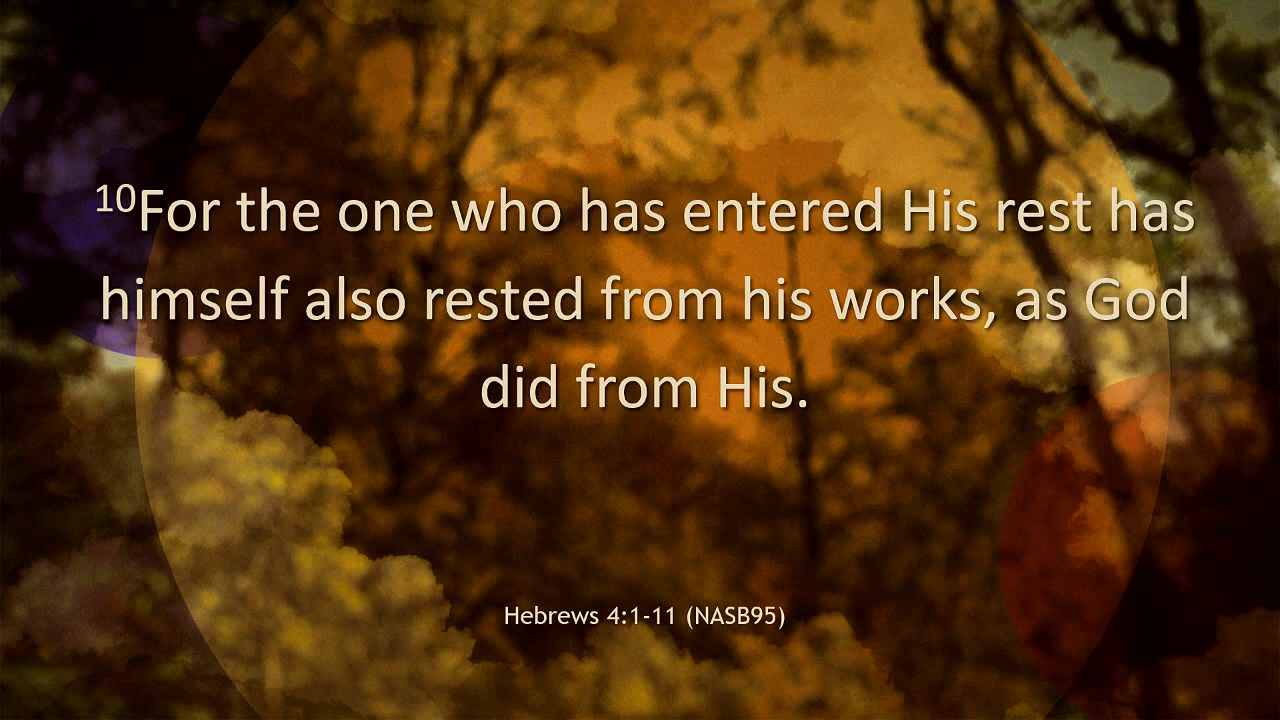 ¹⁰For the one who has entered His rest has
himself also rested from his works, as God
did from His.
Hebrews 4:1-11 (NASB95)